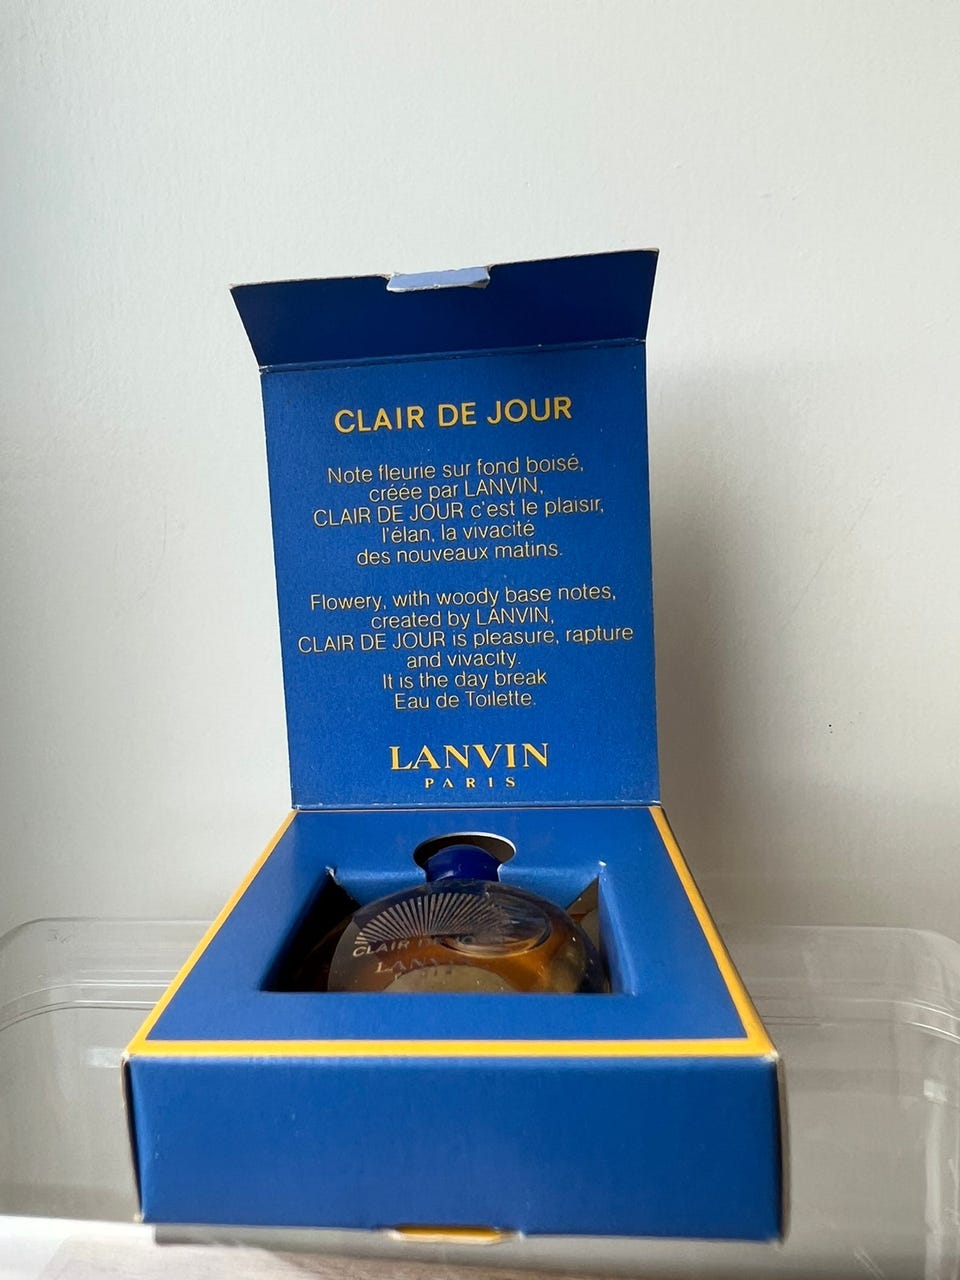 CLAIR DE JOUR
Note fleurie sur fond boisé,
créée par LANVIN,
CLAIR DE JOUR c'est le plaisir,
l'élan, la vivacité
des nouveaux matins.
Flowery, with woody base notes,
created by LANVIN,
CLAIR DE JOUR is pleasure, rapture
and vivacity.
It is the day break
Eau de Toilette.
LANVIN
PARIS
CLAIR